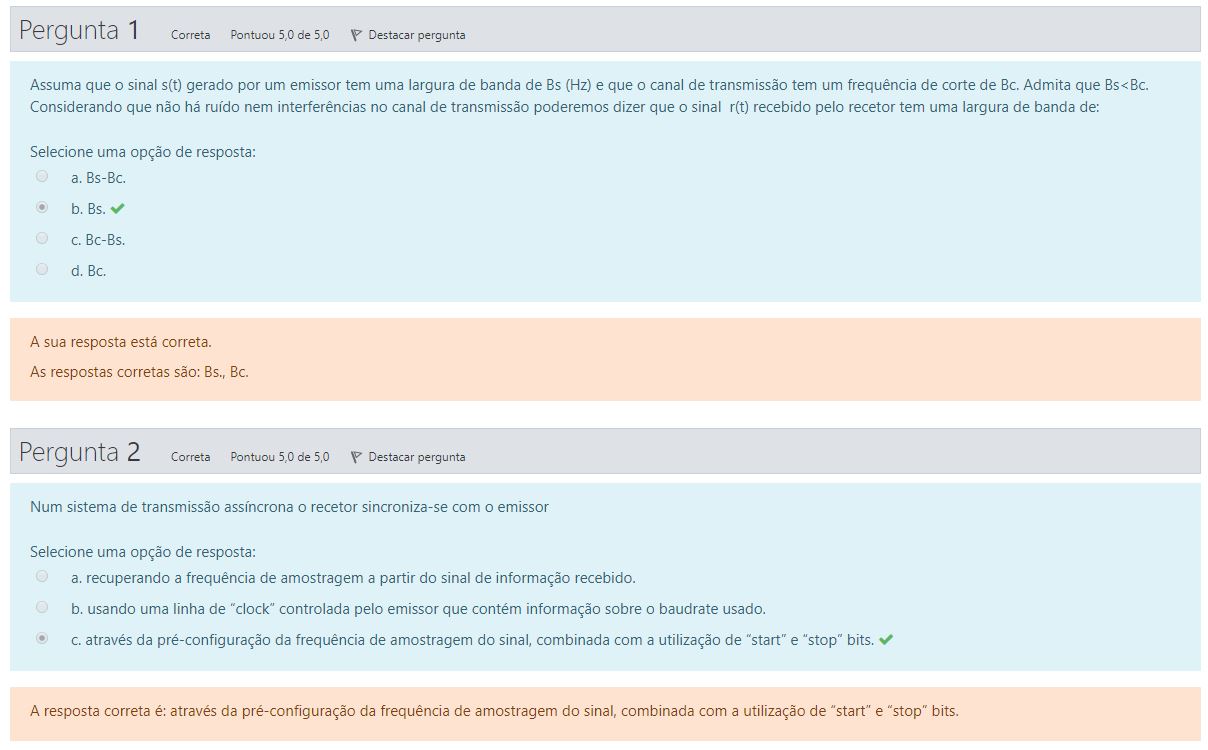 Pergunta 1 Correta Pontuou 5,0 de 5,0 Destacar pergunta
Assuma que o sinal s(t) gerado por um emissor tem uma largura de banda de Bs (Hz) e que o canal de transmissão tem um frequência de corte de Bc. Admita que Bs<Bc.
Considerando que não há ruído nem interferências no canal de transmissão poderemos dizer que o sinal r(t) recebido pelo recetor tem uma largura de banda de:
Selecione uma opção de resposta:
a. Bs-Bc.
b. Bs.
c. Bc-Bs.
d. Bc.
A sua resposta está correta.
As respostas corretas são: Bs., Bc.
Pergunta 2 Correta Pontuou 5,0 de 5,0 Destacar pergunta
Num sistema de transmissão assíncrona o recetor sincroniza-se com o emissor
Selecione uma opção de resposta:
a. recuperando a frequência de amostragem a partir do sinal de informação recebido.
b. usando uma linha de “clock” controlada pelo emissor que contém informação sobre o baudrate usado.
c. através da pré-configuração da frequência de amostragem do sinal, combinada com a utilização de “start” e “stop” bits.
A resposta correta é: através da pré-configuração da frequência de amostragem do sinal, combinada com a utilização de “start” e “stop” bits.